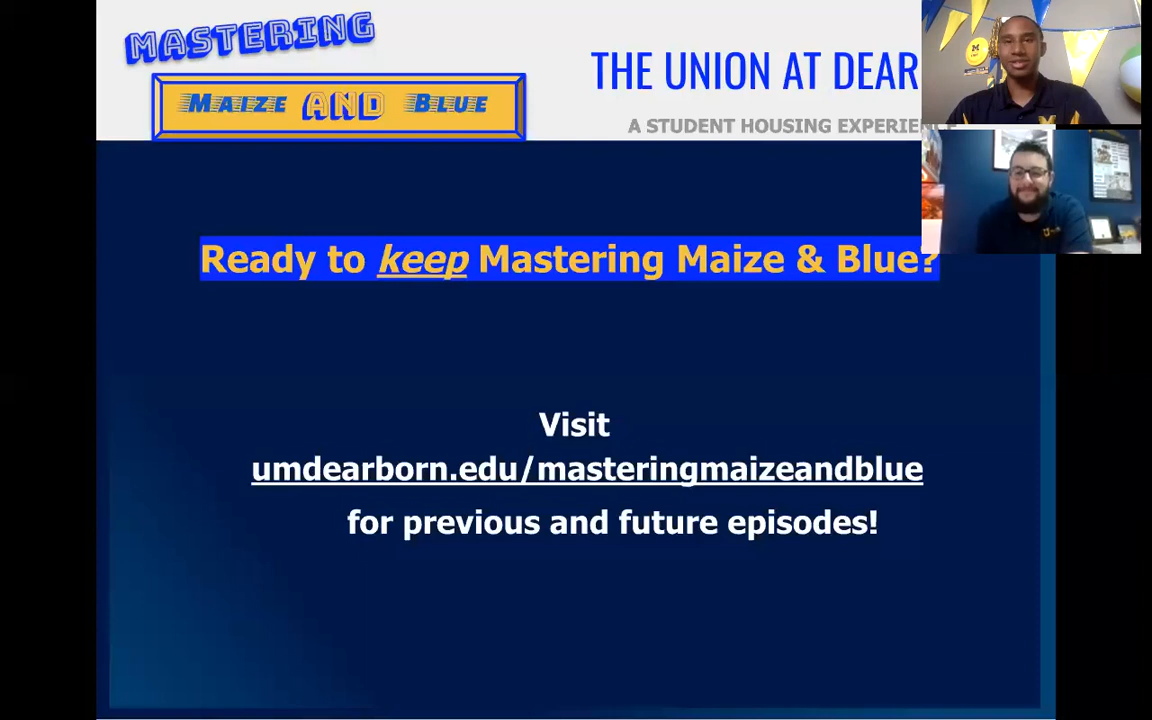 MASTERING
MAIZE AND BLUE
THE UNION AT DEAR
A STUDENT HOUSING EXPERIENCE
Ready to keep Mastering Maize & Blue?
Visit
umdearborn.edu/masteringmaizeandblue
for previous and future episodes!